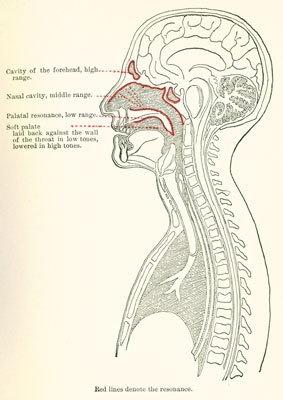 Cavity of the forehead, high
range.
Nasal cavity, middle range.
Palatal resonance, low range.
Soft palate
laid back against the wall
of the throat in low tones,
lowered in high tones.
Red lines denote the resonance.